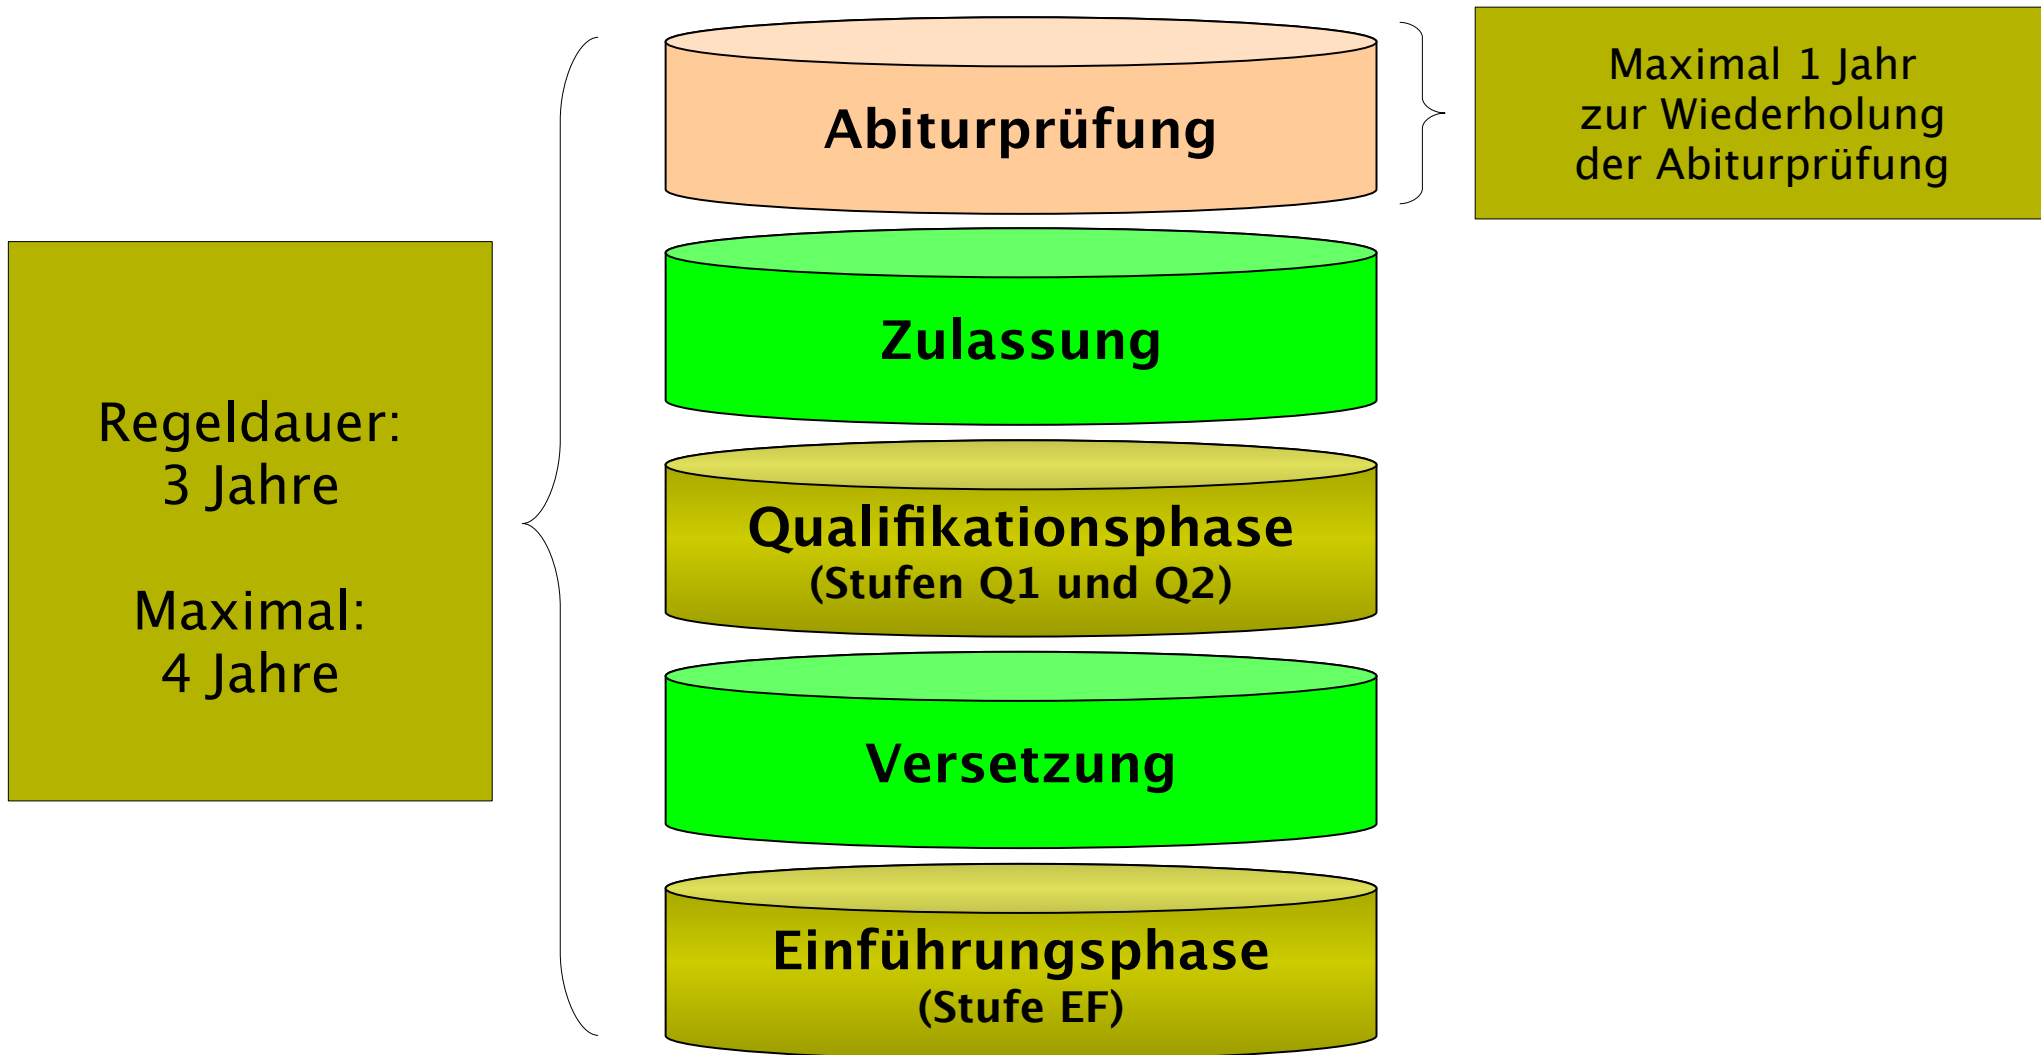 Abiturprüfung
Maximal 1 Jahr
zur Wiederholung
der Abiturprüfung
Zulassung
Regeldauer:
3 Jahre
Maximal:
4 Jahre
Qualifikationsphase
(Stufen Q1 und Q2)
Versetzung
Einführungsphase
(Stufe EF)